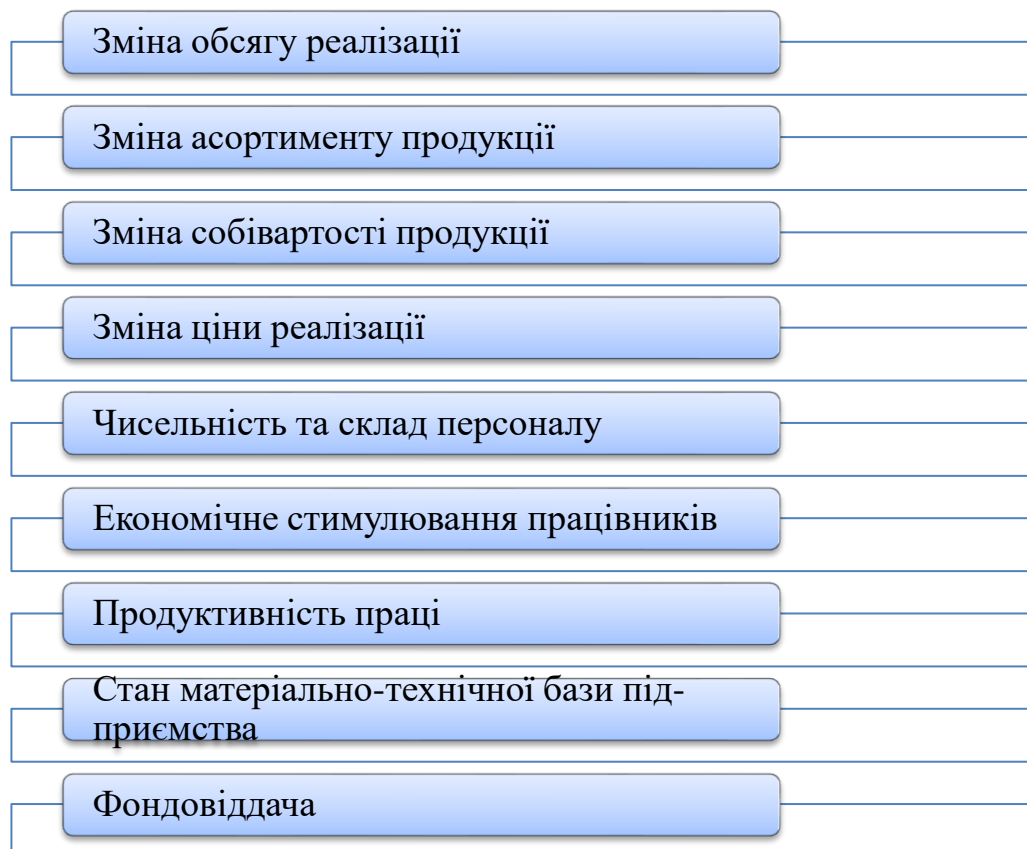 Зміна обсягу реалізації
Зміна асортименту продукції
Зміна собівартості продукції
Зміна ціни реалізації
Чисельність та склад персоналу
Економічне стимулювання працівників
Продуктивність праці
Стан матеріально-технічної бази під-
приємства
Фондовіддача